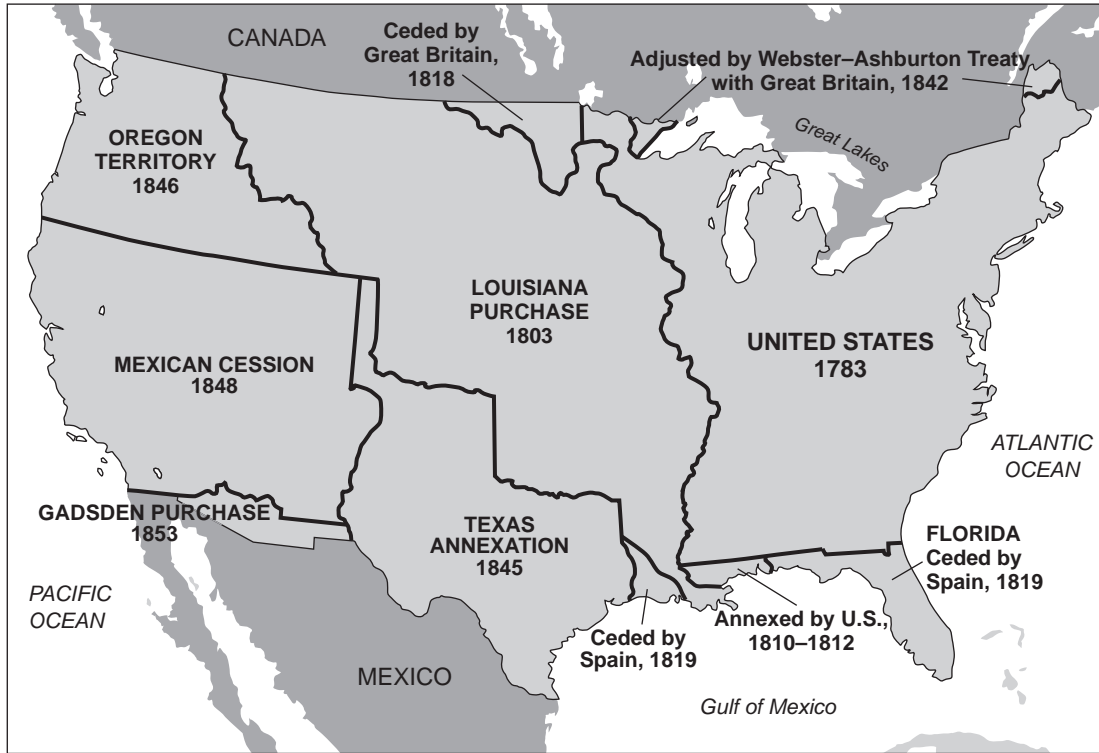 CANADA
Ceded by
Great Britain,
1818
Adjusted by Webster–Ashburton Treaty
with Great Britain, 1842
Great Lakes
OREGON
TERRITORY
1846
LOUISIANA
PURCHASE
1803
UNITED STATES
1783
MEXICAN CESSION
1848
ATLANTIC
OCEAN
GADSDEN PURCHASE
1853
TEXAS
ANNEXATION
1845
FLORIDA
Ceded by
Spain, 1819
PACIFIC
OCEAN
Ceded by
Spain, 1819
Annexed by U.S.,
1810–1812
MEXICO
Gulf of Mexico